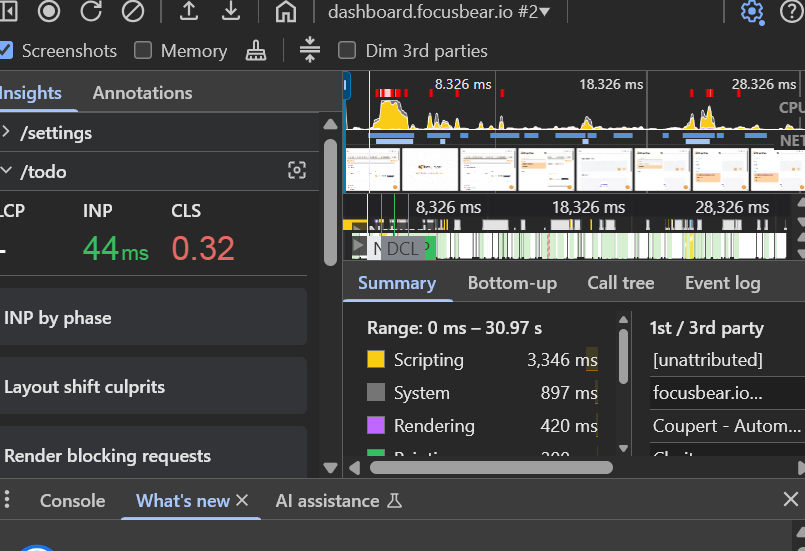 dashboard.focusbear.io #2▾
Screenshots Memory Dim 3rd parties
Insights Annotations
8.326 ms 18.326 ms 28.326 ms
CPU
/settings
NET
/todo
LCP INP CLS
8,326 ms 18,326 ms 28,326 ms
- 44 ms 0.32
DCL P
Summary Bottom-up Call tree Event log
INP by phase
Range: 0 ms – 30.97 s 1st / 3rd party
Scripting 3,346 ms [unattributed]
Layout shift culprits
System 897 ms focusbear.io...
Rendering 420 ms Coupert - Autom...
Render blocking requests
Console What's new × AI assistance